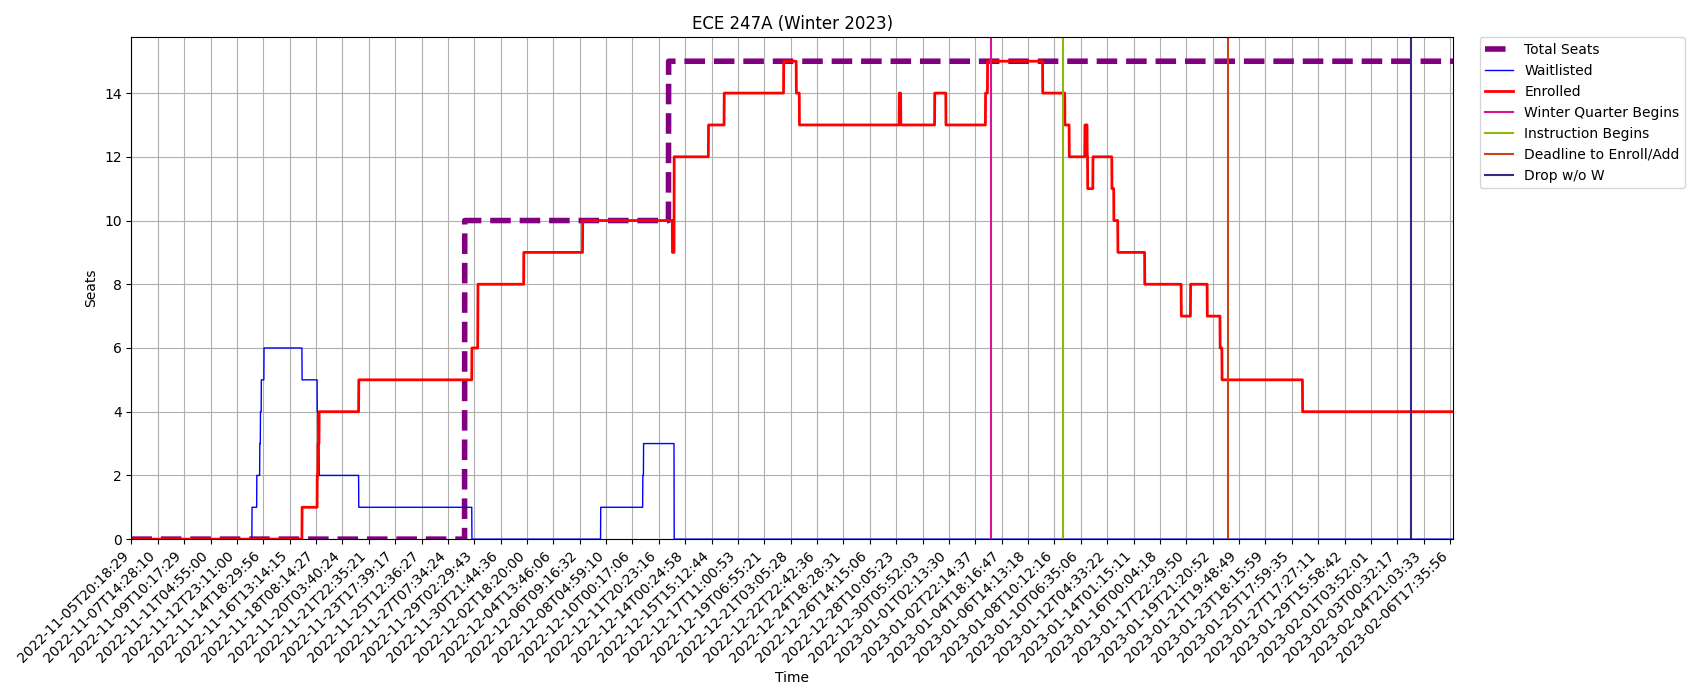 ECE 247A (Winter 2023)
Total Seats
Waitlisted
Enrolled
Winter Quarter Begins
Instruction Begins
Deadline to Enroll/Add
Drop w/o W
Seats
14
12
10
8
6
4
2
0
2022-11-05T20:18:29
2022-11-07T14:28:10
2022-11-09T10:17:29
2022-11-11T04:55:00
2022-11-12T23:11:00
2022-11-14T18:29:56
2022-11-16T13:14:15
2022-11-18T08:14:27
2022-11-20T03:40:24
2022-11-21T22:35:21
2022-11-23T17:39:17
2022-11-25T12:36:27
2022-11-27T07:34:24
2022-11-29T02:29:43
2022-11-30T21:44:36
2022-12-02T18:20:00
2022-12-04T13:46:06
2022-12-06T09:16:32
2022-12-08T04:59:10
2022-12-10T00:17:06
2022-12-11T20:23:16
2022-12-14T00:24:58
2022-12-15T15:12:44
2022-12-17T11:00:53
2022-12-19T06:55:21
2022-12-21T03:05:28
2022-12-22T22:42:36
2022-12-24T18:28:31
2022-12-26T14:15:06
2022-12-28T10:05:23
2022-12-30T05:52:03
2023-01-01T02:13:30
2023-01-02T22:14:37
2023-01-04T18:16:47
2023-01-06T14:13:18
2023-01-08T10:12:16
2023-01-10T06:35:06
2023-01-12T04:33:22
2023-01-14T01:15:11
2023-01-16T00:04:18
2023-01-17T22:29:50
2023-01-19T21:20:52
2023-01-21T19:48:49
2023-01-23T18:15:59
2023-01-25T17:59:35
2023-01-27T17:27:11
2023-01-29T15:58:42
2023-02-01T03:52:01
2023-02-03T00:32:17
2023-02-04T21:03:33
2023-02-06T17:35:56
Time